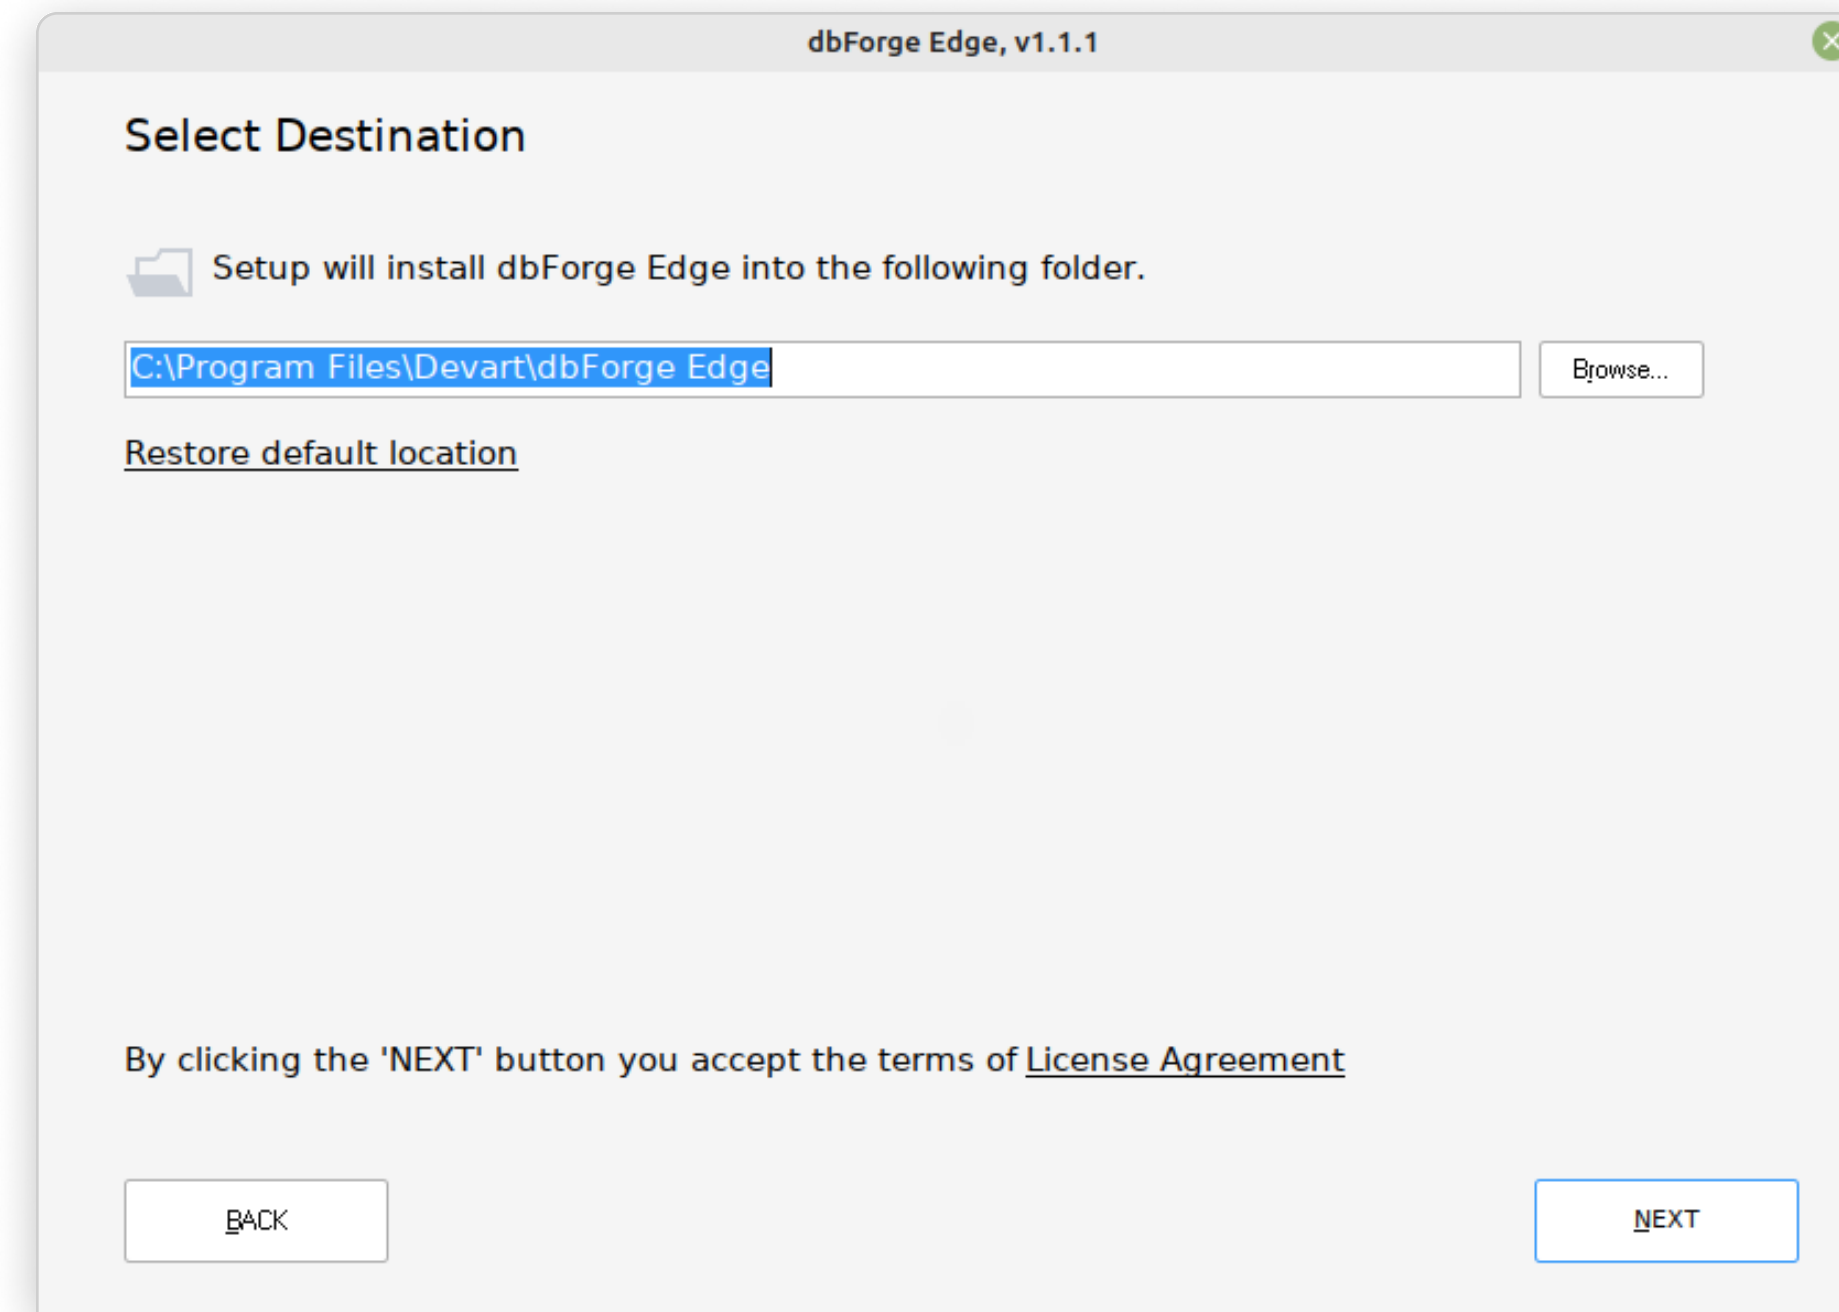 dbForge Edge, v1.1.1
Select Destination
Setup will install dbForge Edge into the following folder.
C:\Program Files\Devart\dbForge Edge
Browse...
Restore default location
By clicking the 'NEXT' button you accept the terms of License Agreement
BACK
NEXT